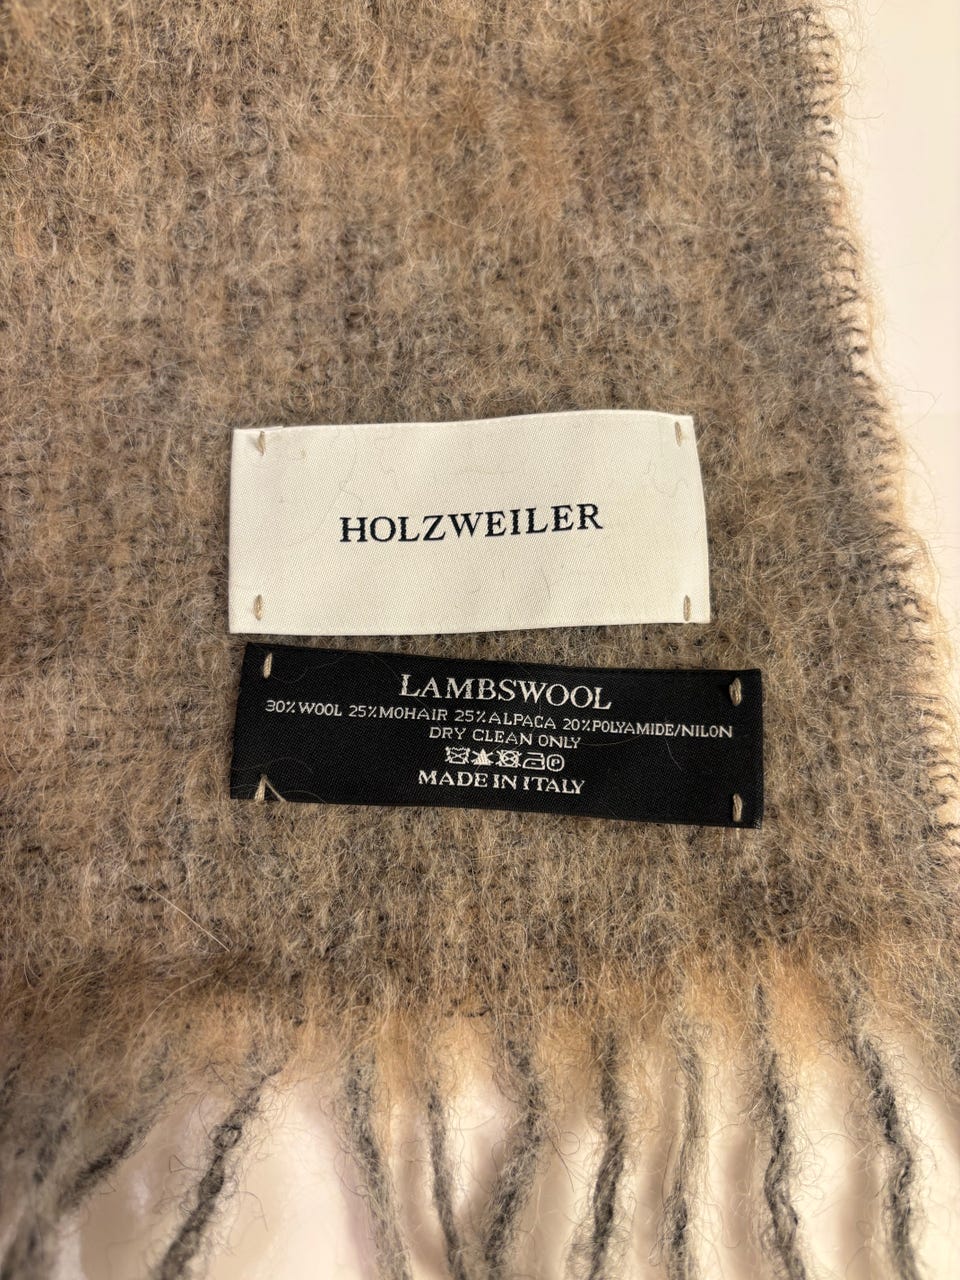 HOLZWEILER
LAMBSWOOL
30% WOOL 25% MOHAIR 25% ALPACA 20% POLYAMIDE/NILON
DRY CLEAN ONLY
MADE IN ITALY